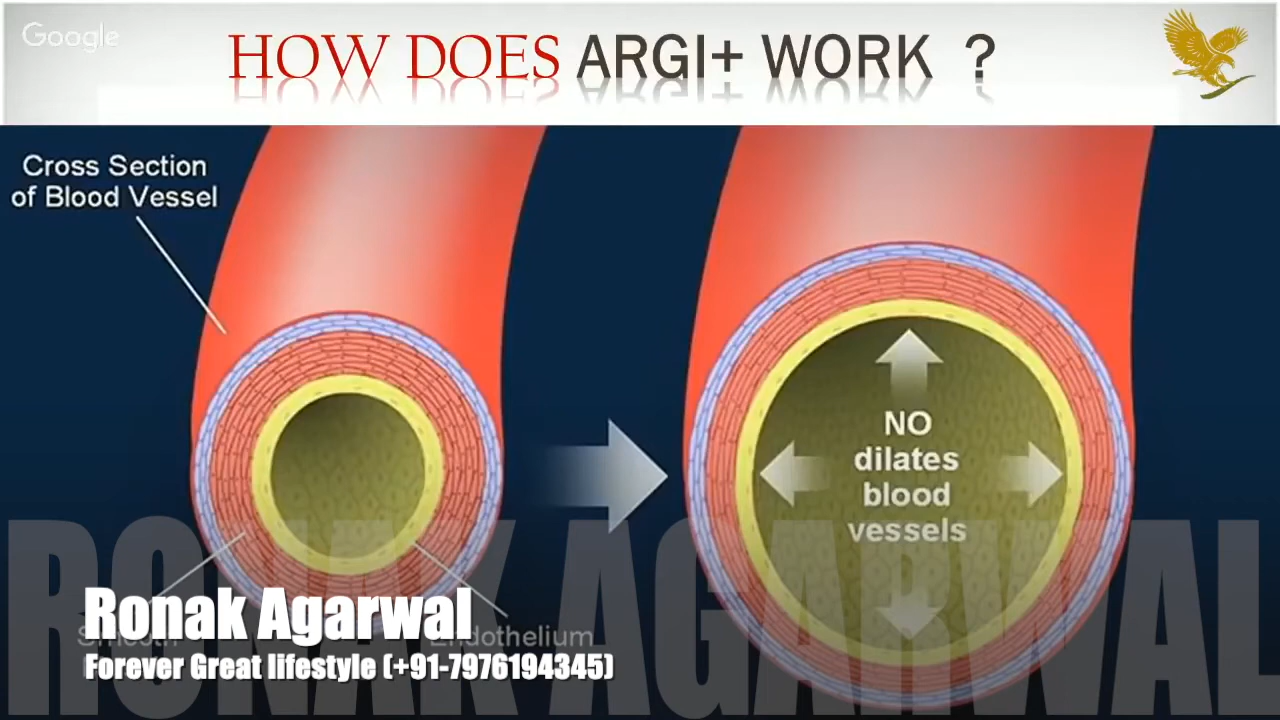 Google
HOW DOES ARGI+ WORK ?
Cross Section
of Blood Vessel
NO
dilates
blood
vessels
RONAK AGARWAL
Ronak Agarwal
Smooth
Endothelium
Forever Great lifestyle (+91-7976194345)